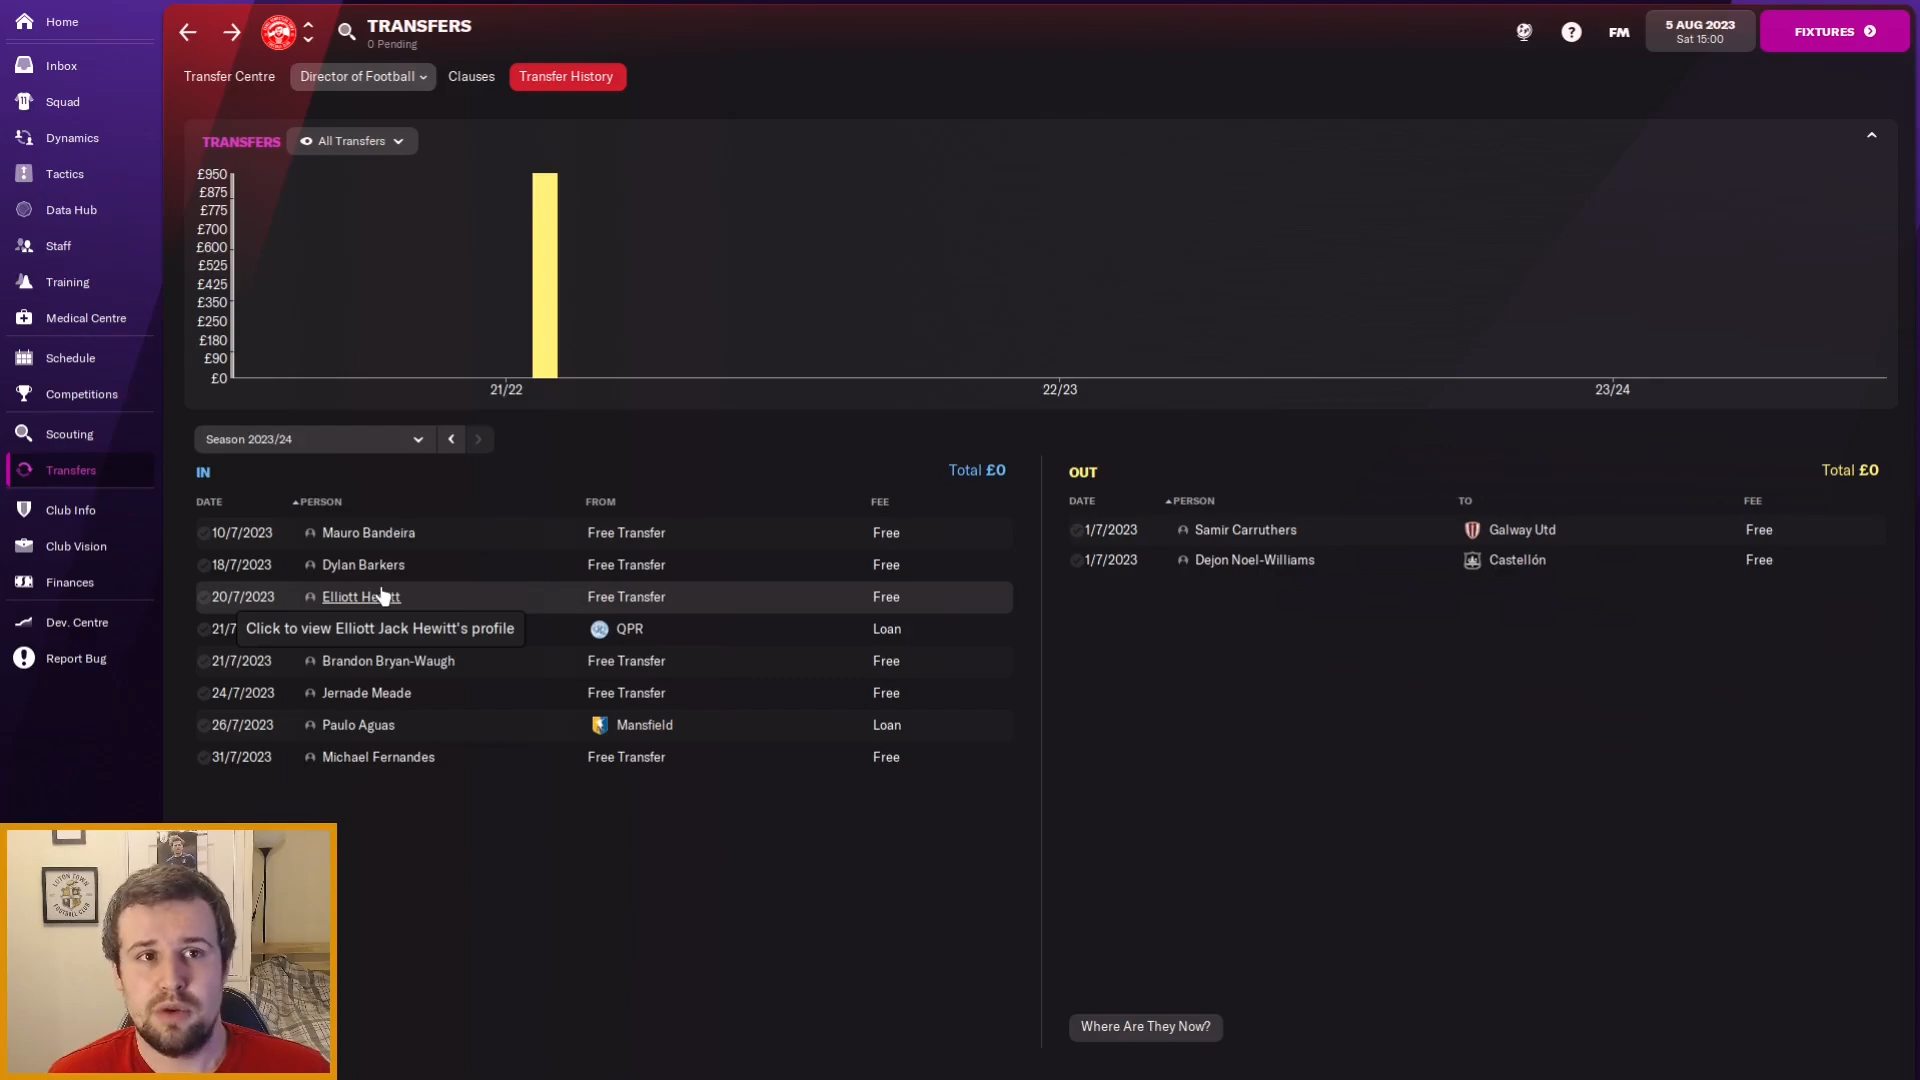 Home
Inbox
Squad
Dynamics
Tactics
Data Hub
Staff
Training
Medical Centre
Schedule
Competitions
Scouting
Transfers
Club Info
Club Vision
Finances
Dev. Centre
Report Bug
TRANSFERS
0 Pending
FM
5 AUG 2023
Sat 15:00
FIXTURES
Transfer Centre
Director of Football
Clauses
Transfer History
TRANSFERS
All Transfers
£950
£875
£775
£700
£600
£525
£425
£350
£250
£180
£90
£0
21/22
22/23
23/24
Season 2023/24
IN
Total £0
DATE PERSON FROM FEE
10/7/2023 Mauro Bandeira Free Transfer Free
18/7/2023 Dylan Barkers Free Transfer Free
20/7/2023 Elliott Free Transfer Free
21/7 QPR Loan
Click to view Elliott Jack Hewitt's profile
21/7/2023 Brandon Bryan-Waugh Free Transfer Free
24/7/2023 Jernade Meade Free Transfer Free
26/7/2023 Paulo Aguas Mansfield Loan
31/7/2023 Michael Fernandes Free Transfer Free
OUT
Total £0
DATE PERSON TO FEE
1/7/2023 Samir Carruthers Galway Utd Free
1/7/2023 Dejon Noel-Williams Castellón Free
Where Are They Now?
LUTON TOWN
FOOTBALL CLUB